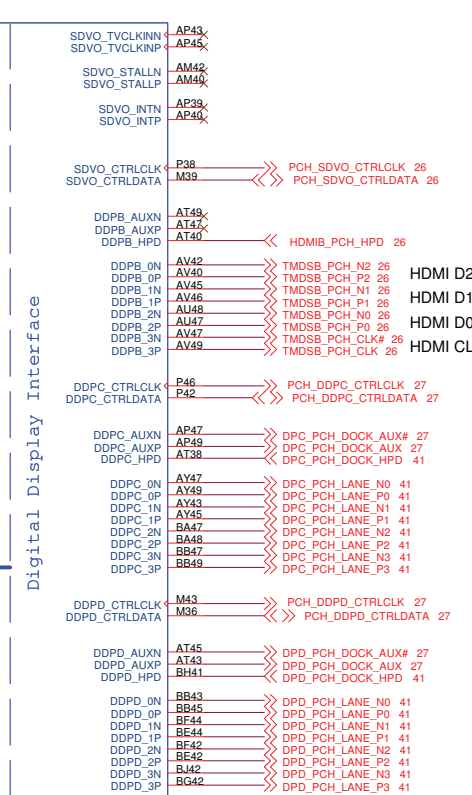 SDVO_TVCLKINN AP43
SDVO_TVCLKINP AP45
SDVO_STALLN AM42
SDVO_STALLP AM40
SDVO_INTN AP39
SDVO_INTP AP40
SDVO_CTRLCLK P38 PCH_SDVO_CTRLCLK 26
SDVO_CTRLDATA M39 PCH_SDVO_CTRLDATA 26
DDPB_AUXN AT49
DDPB_AUXP AT47
DDPB_HPD AT40 HDMIB_PCH_HPD 26
DDPB_0N AV42 TMDSB_PCH_N2 26 HDMI D2
DDPB_0P AV40 TMDSB_PCH_P2 26
DDPB_1N AV45 TMDSB_PCH_N1 26 HDMI D1
DDPB_1P AV46 TMDSB_PCH_P1 26
DDPB_2N AU48 TMDSB_PCH_N0 26 HDMI D0
DDPB_2P AU47 TMDSB_PCH_P0 26
DDPB_3N AV47 TMDSB_PCH_CLK# 26 HDMI CL
DDPB_3P AV49 TMDSB_PCH_CLK 26
Digital Display Interface
DDPC_CTRLCLK P46 PCH_DDPC_CTRLCLK 27
DDPC_CTRLDATA P42 PCH_DDPC_CTRLDATA 27
DDPC_AUXN AP47 DPC_PCH_DOCK_AUX# 27
DDPC_AUXP AP49 DPC_PCH_DOCK_AUX 27
DDPC_HPD AT38 DPC_PCH_DOCK_HPD 41
DDPC_0N AY47 DPC_PCH_LANE_N0 41
DDPC_0P AY49 DPC_PCH_LANE_P0 41
DDPC_1N AY43 DPC_PCH_LANE_N1 41
DDPC_1P AY45 DPC_PCH_LANE_P1 41
DDPC_2N BA47 DPC_PCH_LANE_N2 41
DDPC_2P BA48 DPC_PCH_LANE_P2 41
DDPC_3N BB47 DPC_PCH_LANE_N3 41
DDPC_3P BB49 DPC_PCH_LANE_P3 41
DDPD_CTRLCLK M43 PCH_DDPD_CTRLCLK 27
DDPD_CTRLDATA M36 PCH_DDPD_CTRLDATA 27
DDPD_AUXN AT45 DPD_PCH_DOCK_AUX# 27
DDPD_AUXP AT43 DPD_PCH_DOCK_AUX 27
DDPD_HPD BH41 DPD_PCH_DOCK_HPD 41
DDPD_0N BB43 DPD_PCH_LANE_N0 41
DDPD_0P BB45 DPD_PCH_LANE_P0 41
DDPD_1N BF44 DPD_PCH_LANE_N1 41
DDPD_1P BE44 DPD_PCH_LANE_P1 41
DDPD_2N BF42 DPD_PCH_LANE_N2 41
DDPD_2P BE42 DPD_PCH_LANE_P2 41
DDPD_3N BJ42 DPD_PCH_LANE_N3 41
DDPD_3P BG42 DPD_PCH_LANE_P3 41